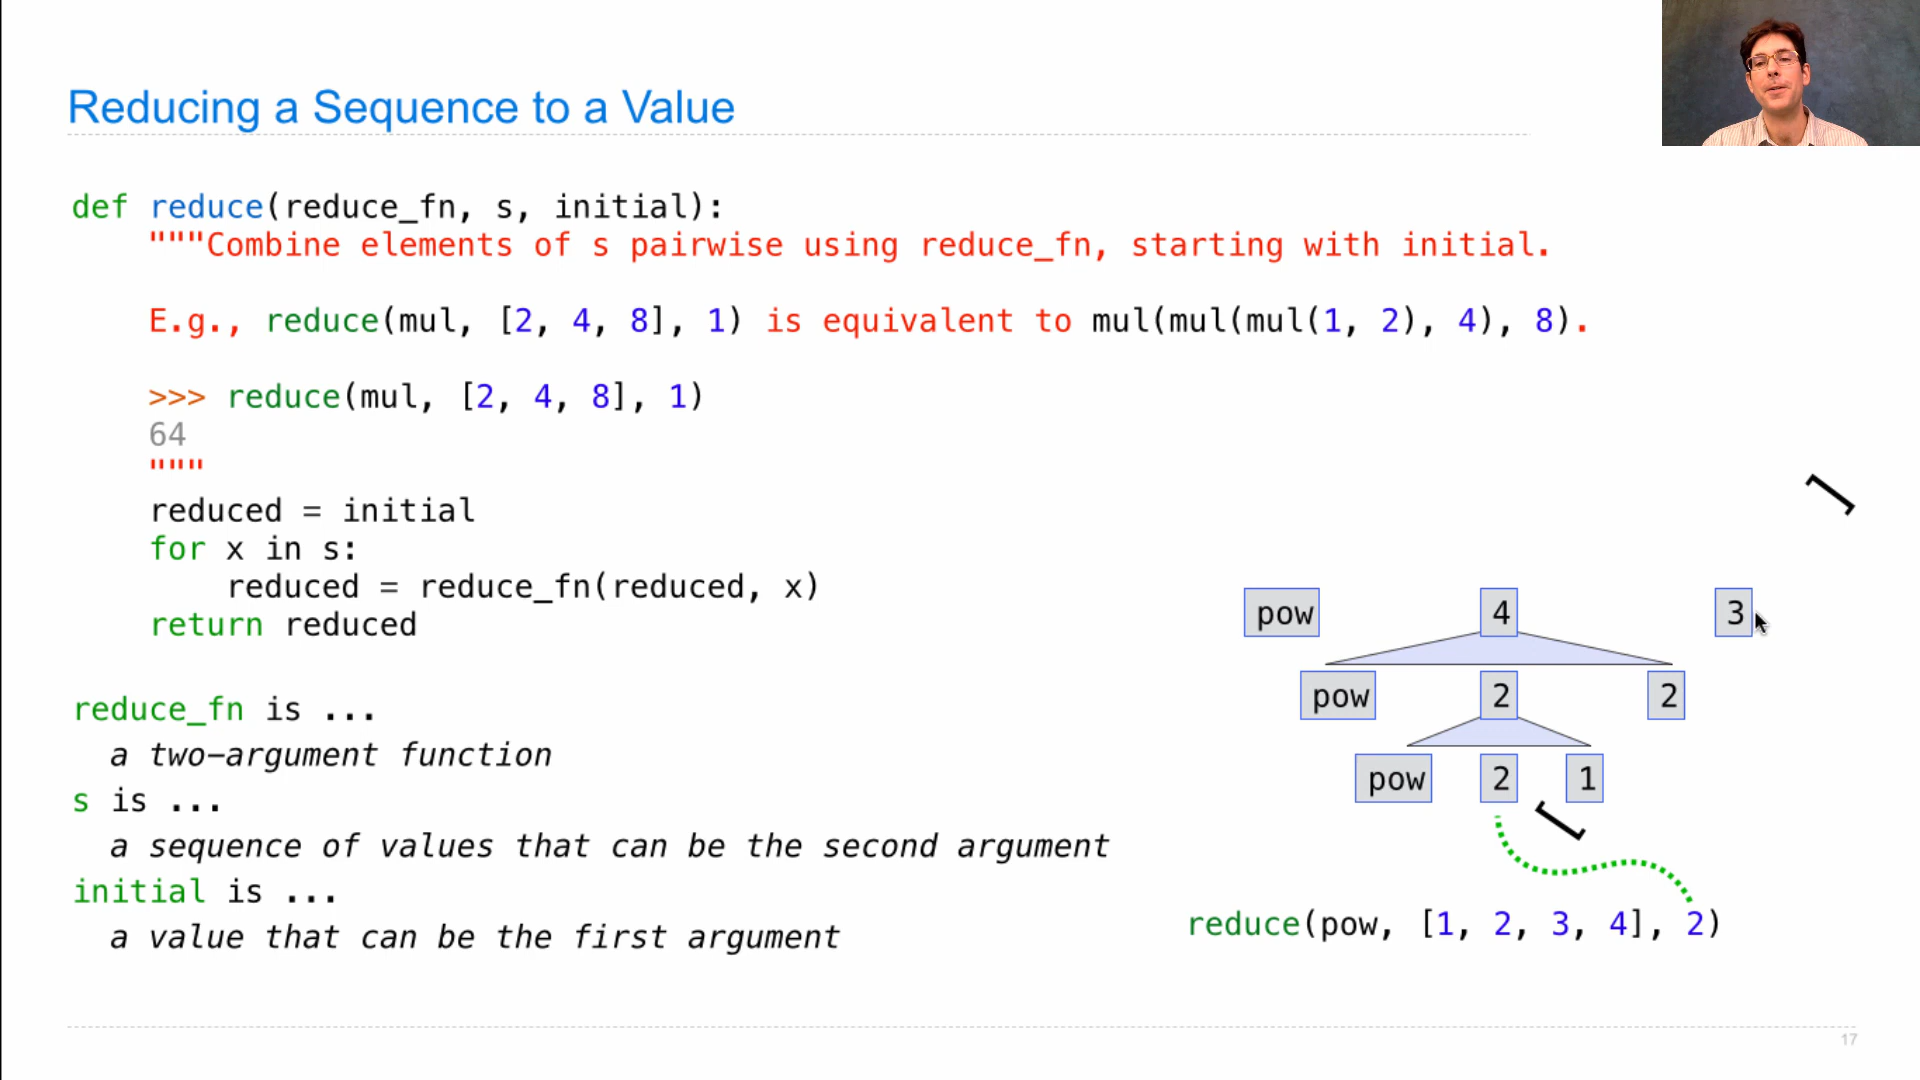 Reducing a Sequence to a Value
def reduce(reduce_fn, s, initial):
"""Combine elements of s pairwise using reduce_fn, starting with initial.
E.g., reduce(mul, [2, 4, 8], 1) is equivalent to mul(mul(mul(1, 2), 4), 8).
>>> reduce(mul, [2, 4, 8], 1)
64
"""
reduced = initial
for x in s:
reduced = reduce_fn(reduced, x)
return reduced
reduce_fn is ...
a two-argument function
s is ...
a sequence of values that can be the second argument
initial is ...
a value that can be the first argument
]
pow 4 3
pow 2 2
pow 2 1
[
reduce(pow, [1, 2, 3, 4], 2)
17